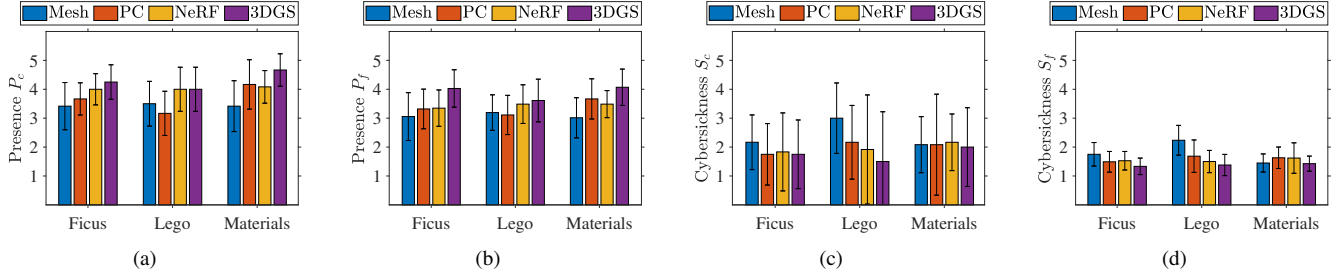 Mesh PC NeRF 3DGS
Presence P_c
5
4
3
2
1
Ficus Lego Materials
(a)
Mesh PC NeRF 3DGS
Presence P_f
5
4
3
2
1
Ficus Lego Materials
(b)
Mesh PC NeRF 3DGS
Cybersickness S_c
5
4
3
2
1
Ficus Lego Materials
(c)
Mesh PC NeRF 3DGS
Cybersickness S_f
5
4
3
2
1
Ficus Lego Materials
(d)